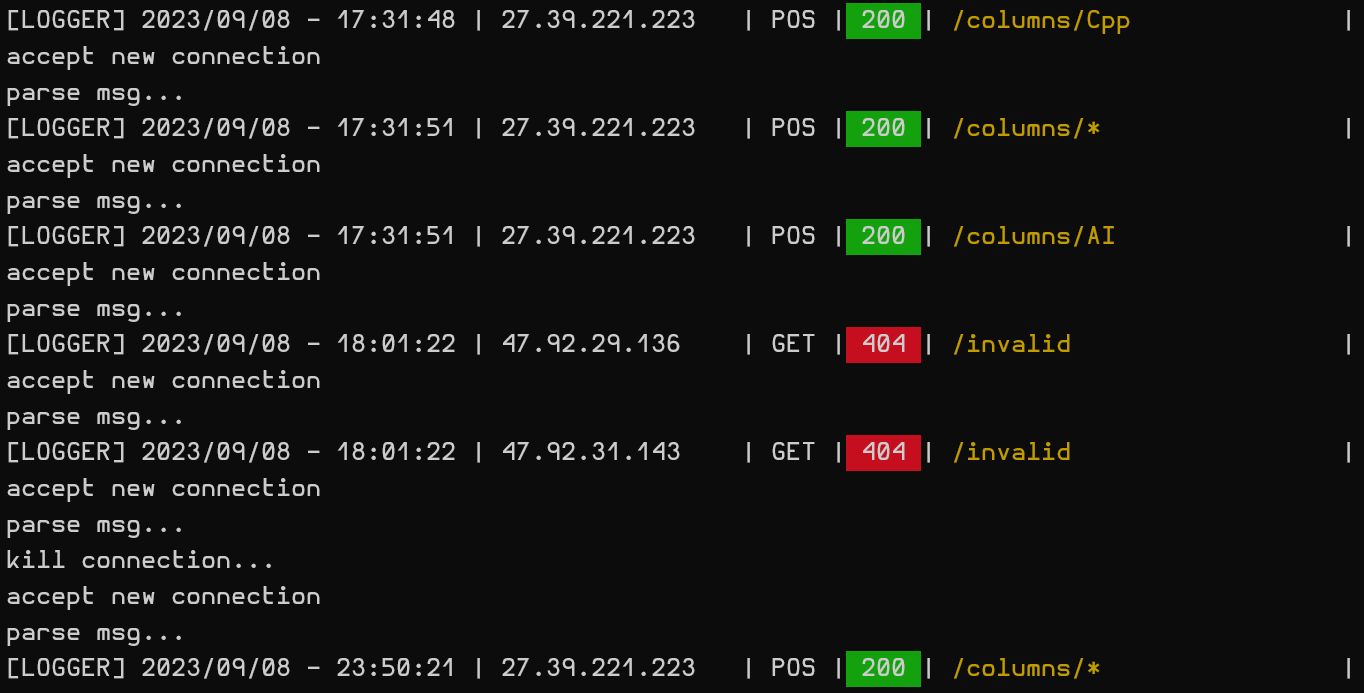 [LOGGER] 2023/09/08 - 17:31:48 | 27.39.221.223 | POS | 200 | /columns/Cpp |
accept new connection
parse msg...
[LOGGER] 2023/09/08 - 17:31:51 | 27.39.221.223 | POS | 200 | /columns/* |
accept new connection
parse msg...
[LOGGER] 2023/09/08 - 17:31:51 | 27.39.221.223 | POS | 200 | /columns/AI |
accept new connection
parse msg...
[LOGGER] 2023/09/08 - 18:01:22 | 47.92.29.136 | GET | 404 | /invalid |
accept new connection
parse msg...
[LOGGER] 2023/09/08 - 18:01:22 | 47.92.31.143 | GET | 404 | /invalid |
accept new connection
parse msg...
kill connection...
accept new connection
parse msg...
[LOGGER] 2023/09/08 - 23:50:21 | 27.39.221.223 | POS | 200 | /columns/* |